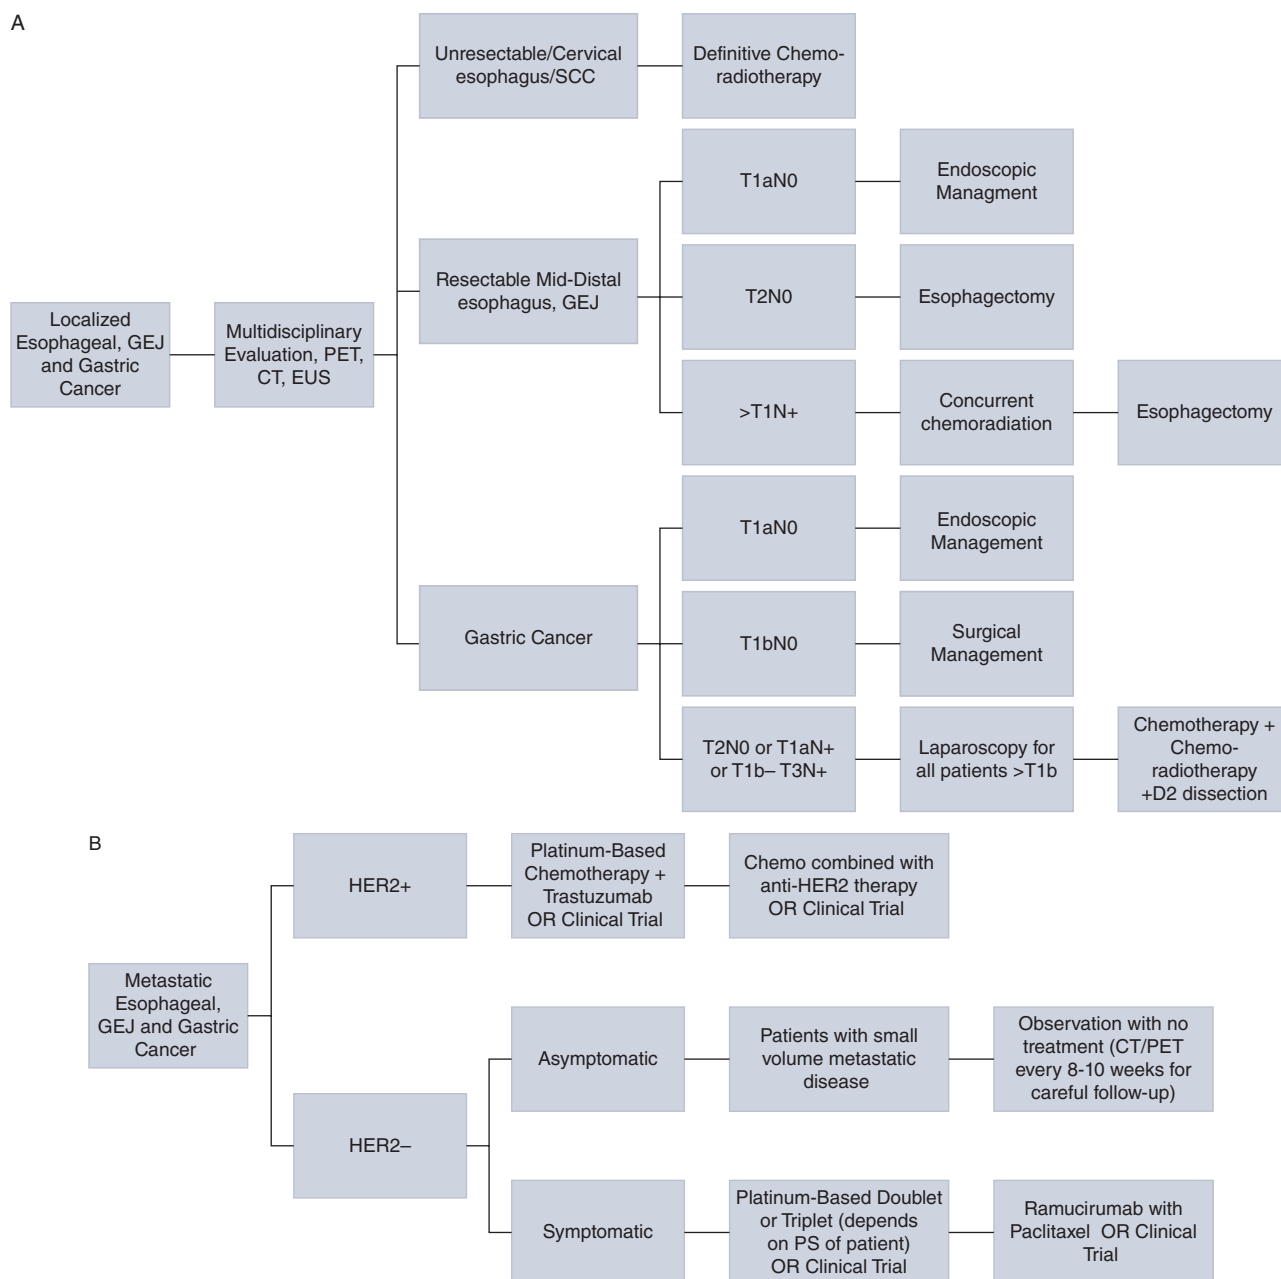 A
Unresectable/Cervical
esophagus/SCC
Definitive Chemo-
radiotherapy
T1aN0
Endoscopic
Managment
Resectable Mid-Distal
esophagus, GEJ
T2N0
Esophagectomy
Localized
Esophageal, GEJ
and Gastric
Cancer
Multidisciplinary
Evaluation, PET,
CT, EUS
>T1N+
Concurrent
chemoradiation
Esophagectomy
T1aN0
Endoscopic
Management
Gastric Cancer
T1bN0
Surgical
Management
T2N0 or T1aN+
or T1b– T3N+
Laparoscopy for
all patients >T1b
Chemotherapy +
Chemo-
radiotherapy
+D2 dissection
B
HER2+
Platinum-Based
Chemotherapy +
Trastuzumab
OR Clinical Trial
Chemo combined with
anti-HER2 therapy
OR Clinical Trial
Metastatic
Esophageal,
GEJ and Gastric
Cancer
Asymptomatic
Patients with small
volume metastatic
disease
Observation with no
treatment (CT/PET
every 8-10 weeks for
careful follow-up)
HER2–
Symptomatic
Platinum-Based Doublet
or Triplet (depends
on PS of patient)
OR Clinical Trial
Ramucirumab with
Paclitaxel OR Clinical
Trial